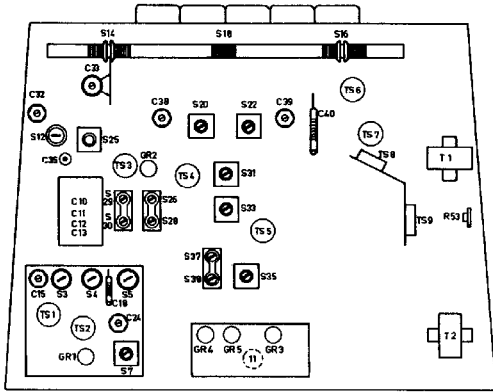 S14 S18 S16
C33
TS6
C32 C38 S20 S22 C39 C40
TS7
S12 S25
C36 TS3 GR2 TS4 S31 TS8 T1
S29 S26
C10
C11 S33 TS9 R53
C12 S30 S28
C13 TS5
S37
C15 S3 S4 S5 S38 S35
C18
TS1 TS2 C24 T2
GR1 S7 GR4 GR5 11 GR3